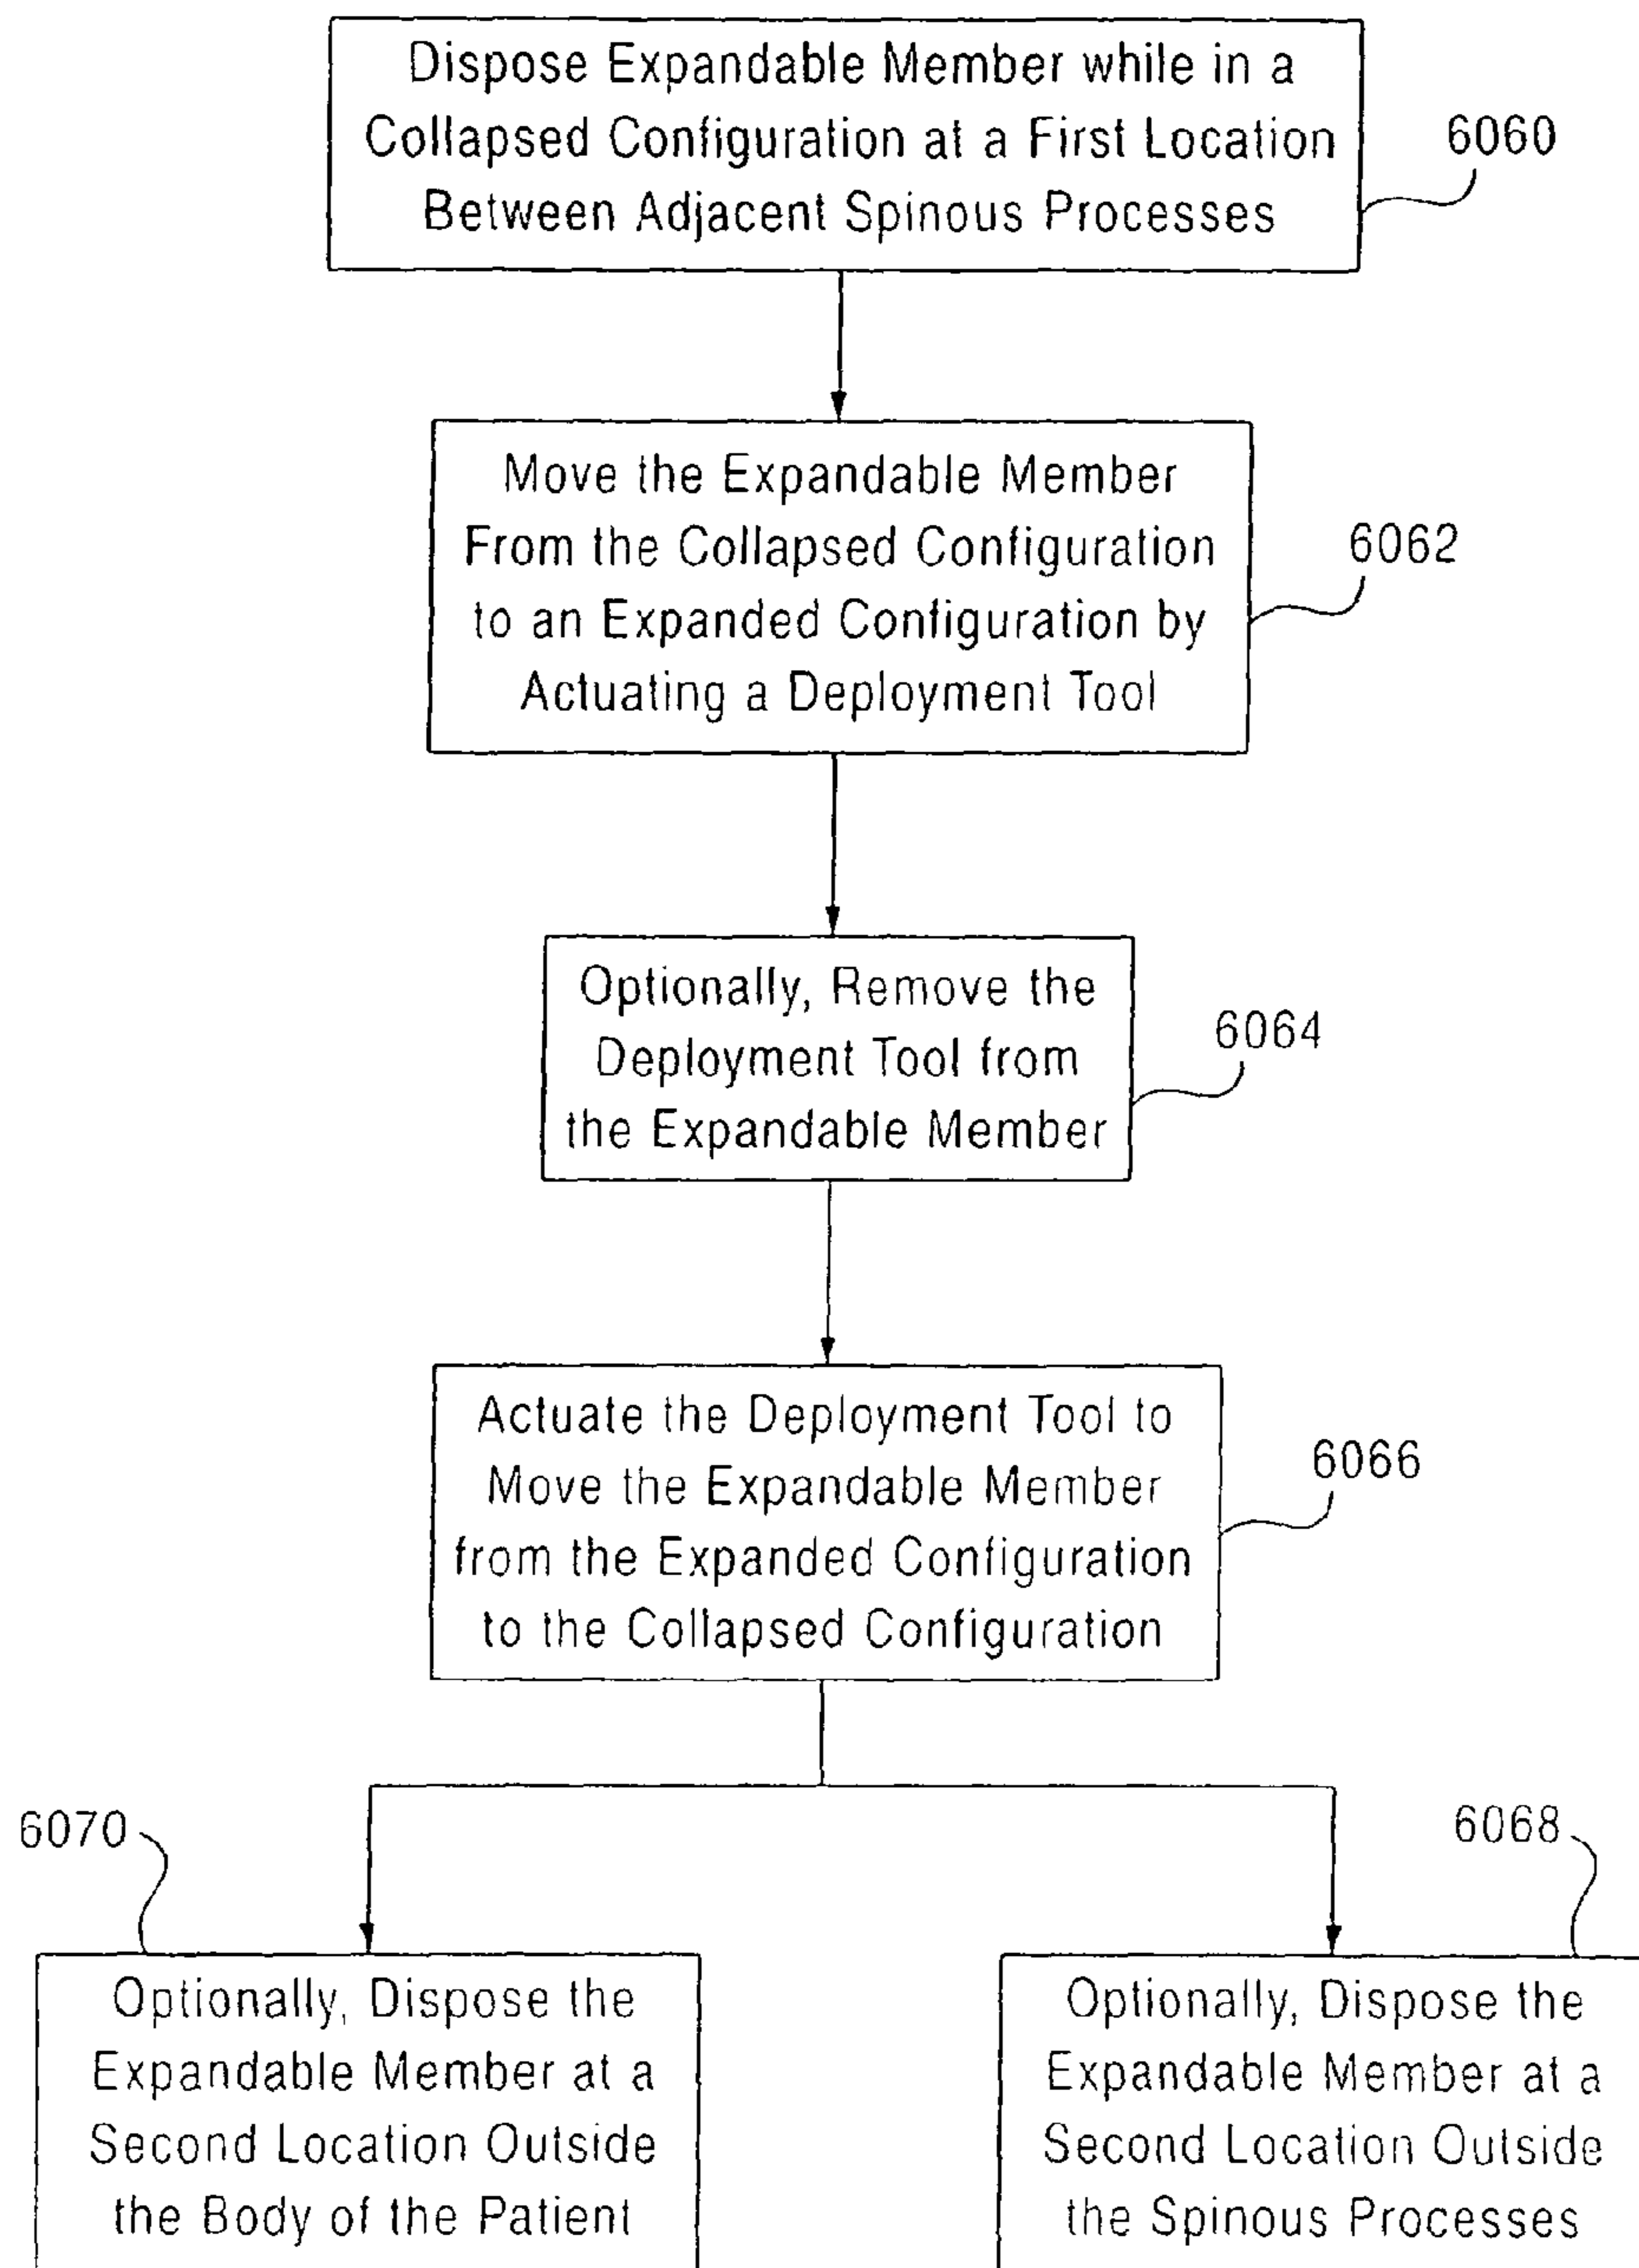 Dispose Expandable Member while in a
Collapsed Configuration at a First Location
Between Adjacent Spinous Processes
6060
Move the Expandable Member
From the Collapsed Configuration
to an Expanded Configuration by
Actuating a Deployment Tool
6062
Optionally, Remove the
Deployment Tool from
the Expandable Member
6064
Actuate the Deployment Tool to
Move the Expandable Member
from the Expanded Configuration
to the Collapsed Configuration
6066
6070
Optionally, Dispose the
Expandable Member at a
Second Location Outside
the Body of the Patient
6068
Optionally, Dispose the
Expandable Member at a
Second Location Outside
the Spinous Processes